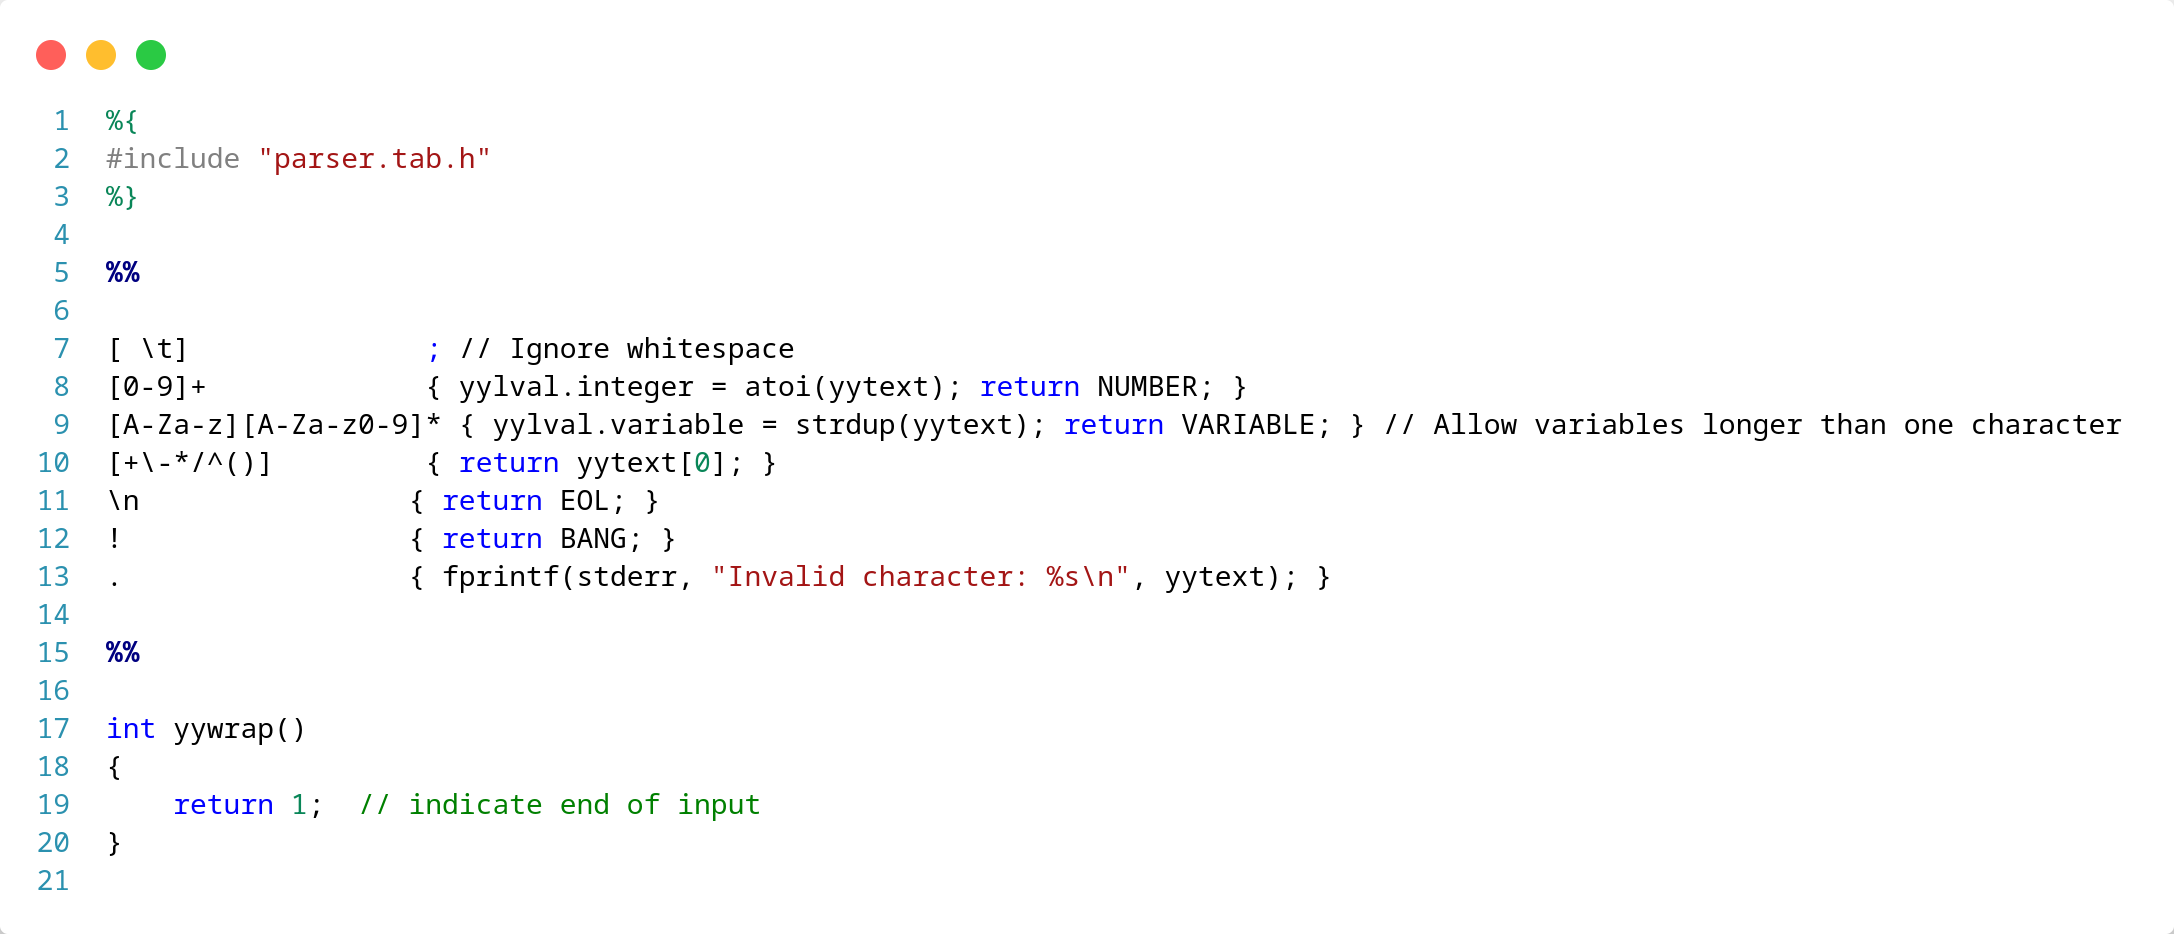 1 %{
2 #include "parser.tab.h"
3 %}
4
5 %%
6
7 [ \t]              ; // Ignore whitespace
8 [0-9]+             { yylval.integer = atoi(yytext); return NUMBER; }
9 [A-Za-z][A-Za-z0-9]* { yylval.variable = strdup(yytext); return VARIABLE; } // Allow variables longer than one character
10 [+\-*/^()]         { return yytext[0]; }
11 \n                { return EOL; }
12 !                 { return BANG; }
13 .                 { fprintf(stderr, "Invalid character: %s\n", yytext); }
14
15 %%
16
17 int yywrap()
18 {
19     return 1;  // indicate end of input
20 }
21